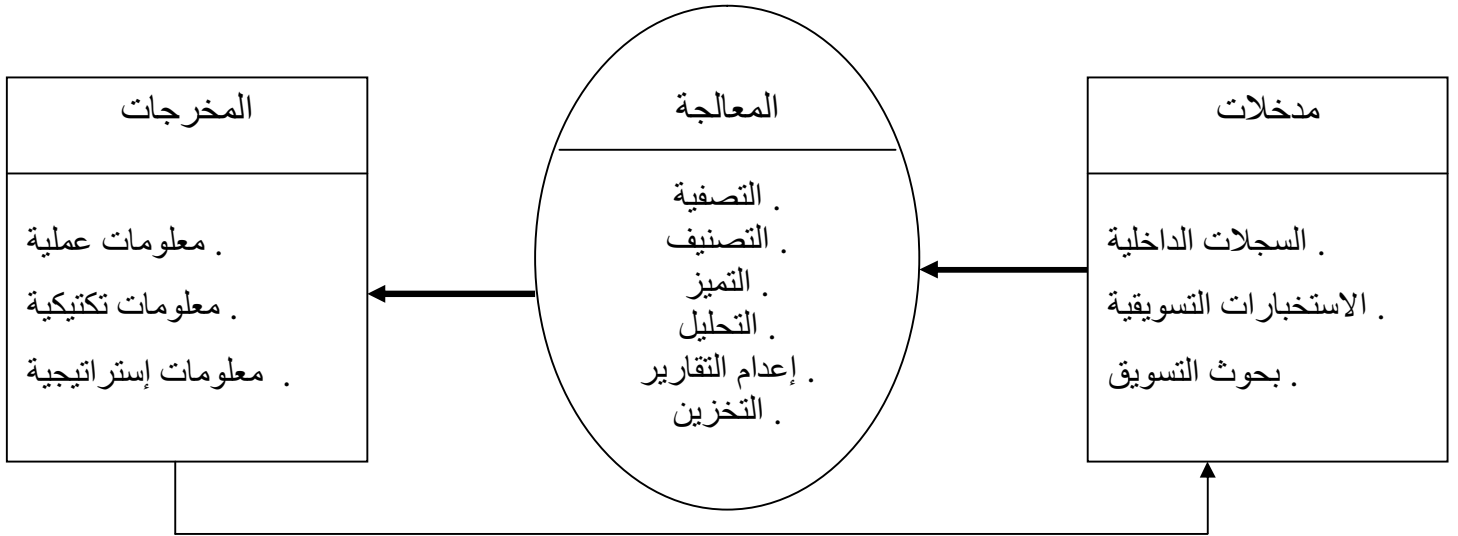 مدخلات
. السجلات الداخلية
. الاستخبارات التسويقية
. بحوث التسويق
المعالجة
. التصفية
. التصنيف
. التميز
. التحليل
. إعدام التقارير
. التخزين
المخرجات
. معلومات عملية
. معلومات تكتيكية
. معلومات إستراتيجية